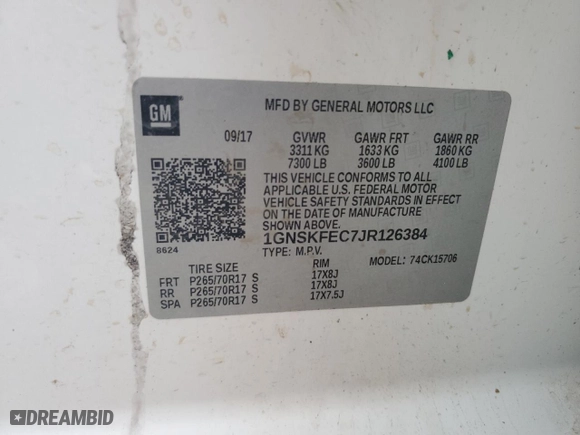 GM
MFD BY GENERAL MOTORS LLC
09/17 GVWR GAWR FRT GAWR RR
3311 KG 1633 KG 1860 KG
7300 LB 3600 LB 4100 LB
THIS VEHICLE CONFORMS TO ALL
APPLICABLE U.S. FEDERAL MOTOR
VEHICLE SAFETY STANDARDS IN EFFECT
ON THE DATE OF MANUFACTURE
SHOWN ABOVE.
1GNSKFEC7JR126384
8624 TYPE: M.P.V. MODEL: 74CK15706
TIRE SIZE RIM
FRT P265/70R17 S 17X8J
RR P265/70R17 S 17X8J
SPA P265/70R17 S 17X7.5J
DREAMBID